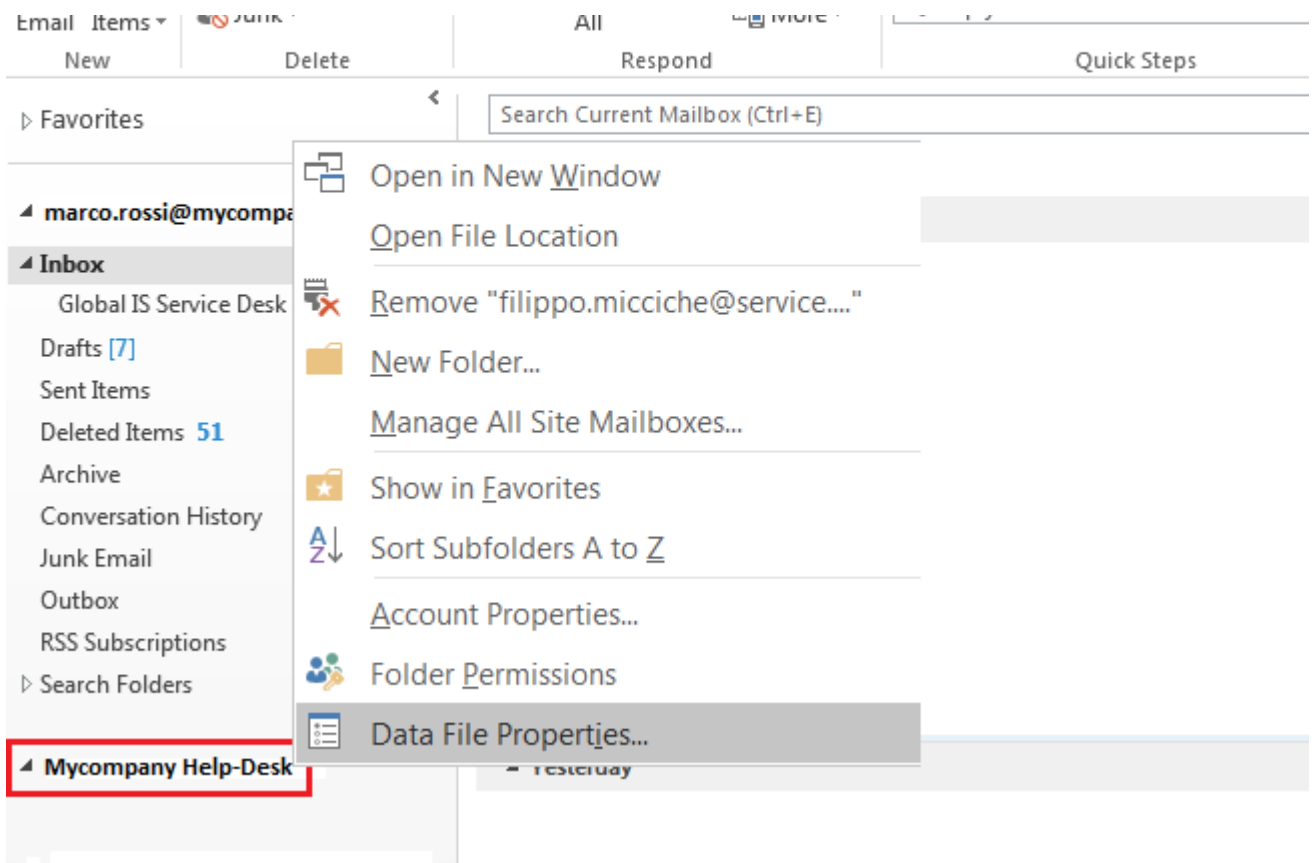 Email Items
Junk
All
More
New
Delete
Respond
Quick Steps
Favorites
Search Current Mailbox (Ctrl+E)
marco.rossi@mycompa
Inbox
Global IS Service Desk
Drafts [7]
Sent Items
Deleted Items 51
Archive
Conversation History
Junk Email
Outbox
RSS Subscriptions
Search Folders
Mycompany Help-Desk
Open in New Window
Open File Location
Remove "filippo.micciche@service...."
New Folder...
Manage All Site Mailboxes...
Show in Favorites
Sort Subfolders A to Z
Account Properties...
Folder Permissions
Data File Properties...
Yesterday